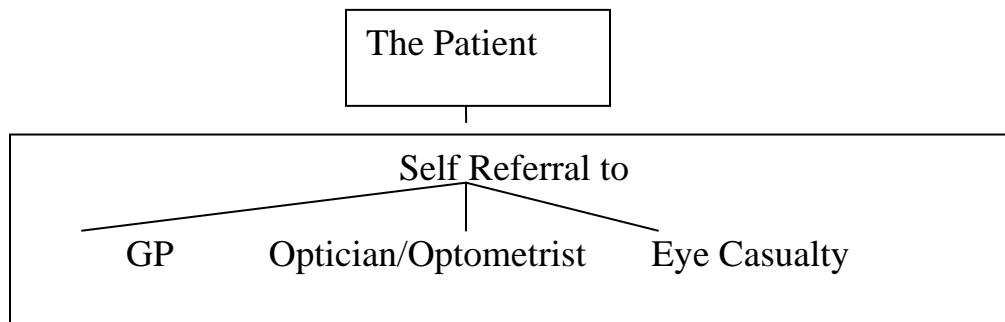 The Patient
Self Referral to
GP Optician/Optometrist Eye Casualty